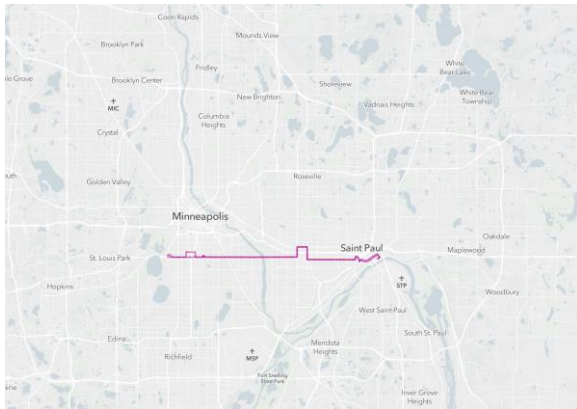 Coon Rapids
Brooklyn Park
Mounds View
Fridley
White
Bear Lake
Brooklyn Center
Shoreview
White
Bear
Township
New Brighton
Vadnais Heights
MIC
Columbia
Heights
Crystal
Roseville
Golden Valley
Minneapolis
Oakdale
Saint Paul
Maplewood
St. Louis Park
STP
Hopkins
Woodbury
West Saint Paul
South St. Paul
Edina
Mendota
Heights
Richfield
MSP
Fort Snelling
State Park
Inver Grove
Heights